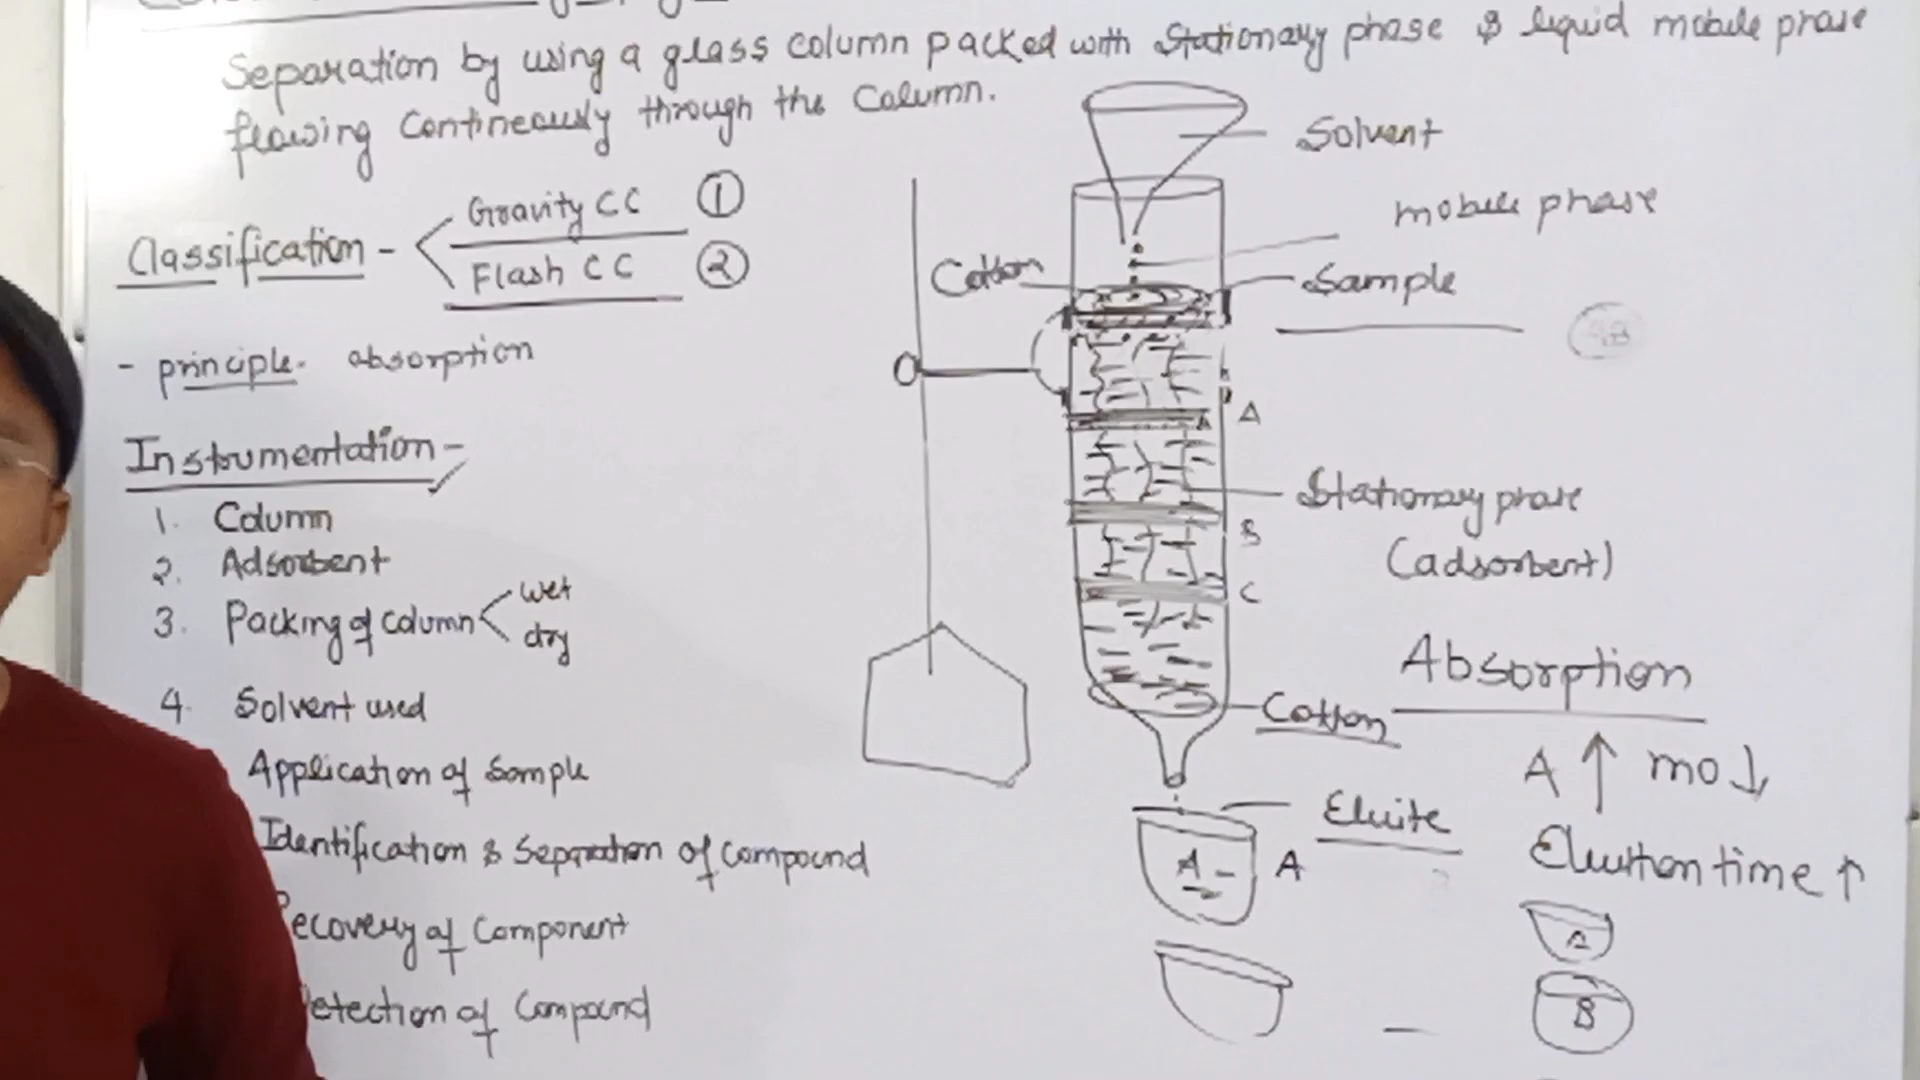 Separation by using a glass column packed with Stationary phase & liquid mobile phase
flowing Contineously through the Column.
Classification -
Gravity CC ①
Flash CC ②
- principle. absorption
Instrumentation -
1. Column
2. Adsorbent
3. Packing of column
wet
dry
4. Solvent used
Application of Sample
Identification & Separation of Compound
ecovery of Component
etection of Compound
Solvent
mobile phase
Cotton
Sample
A
Stationary phase
(adsorbent)
B
C
Absorption
Cotton
A ↑ mo ↓
Eluite
Elution time ↑
A -
A
A
B